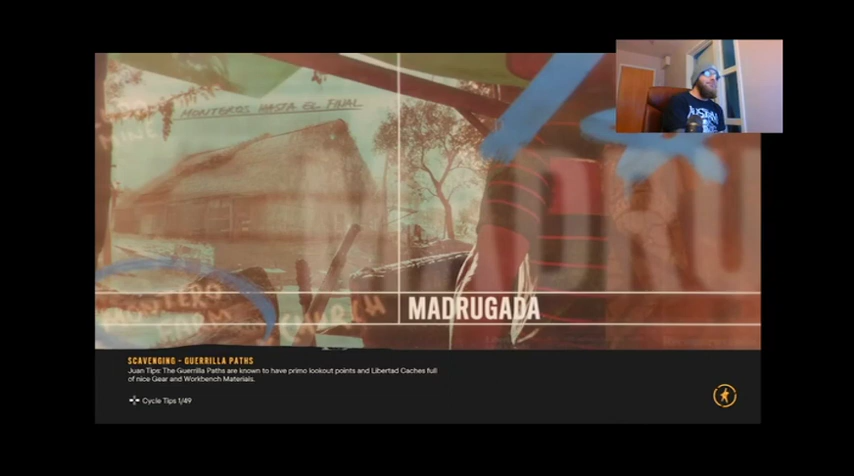 MONTEROS HASTA EL FINAL
MINE
MONTERO
FARM
CHURCH
MADRUGADA
SCAVENGING - GUERRILLA PATHS
Juan Tips: The Guerrilla Paths are known to have primo lookout points and Libertad Caches full
of nice Gear and Workbench Materials.
Cycle Tips 1/49